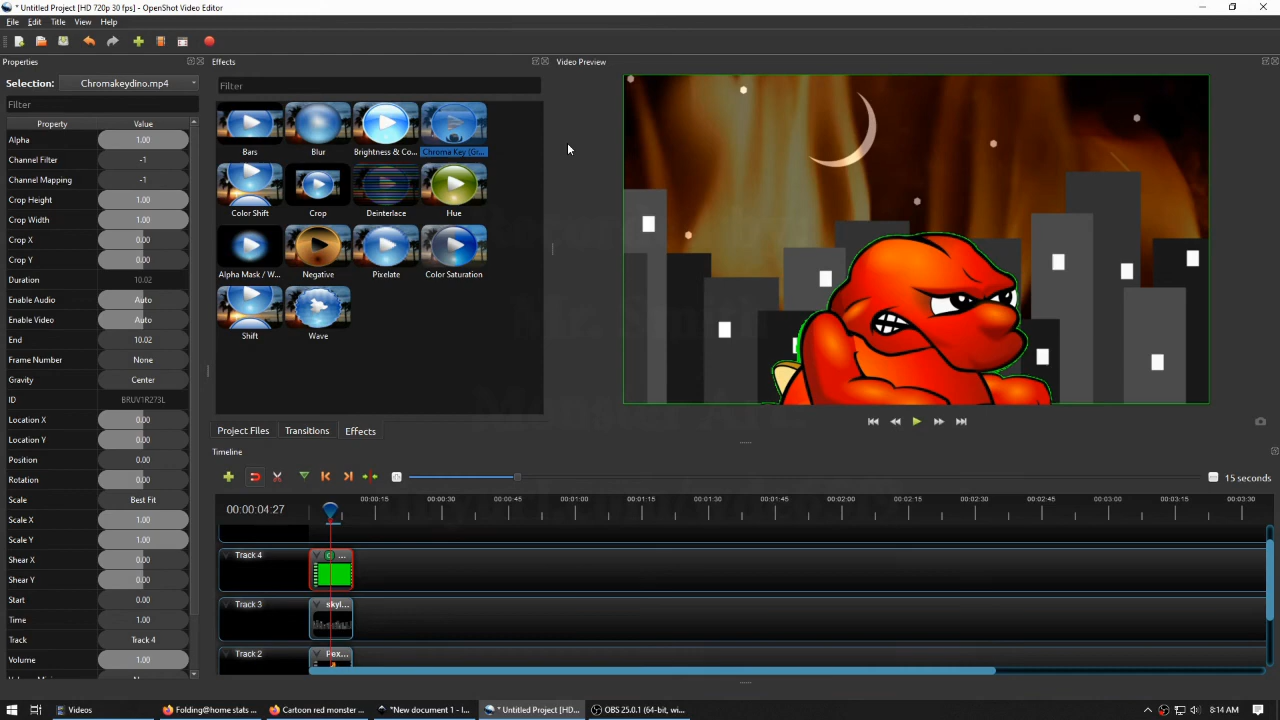 * Untitled Project [HD 720p 30 fps] - OpenShot Video Editor
File Edit Title View Help
Properties
Effects
Video Preview
Selection: Chromakeydino.mp4
Filter
Filter
Property Value
Alpha 1.00
Channel Filter -1
Channel Mapping -1
Crop Height 1.00
Crop Width 1.00
Crop X 0.00
Crop Y 0.00
Duration 10.02
Enable Audio Auto
Enable Video Auto
End 10.02
Frame Number None
Gravity Center
ID BRUV1R273L
Location X 0.00
Location Y 0.00
Position 0.00
Rotation 0.00
Scale Best Fit
Scale X 1.00
Scale Y 1.00
Shear X 0.00
Shear Y 0.00
Start 0.00
Time 1.00
Track Track 4
Volume 1.00
Bars Blur Brightness & Co... Chroma Key (Gr...
Color Shift Crop Deinterlace Hue
Alpha Mask / W... Negative Pixelate Color Saturation
Shift Wave
Project Files Transitions Effects
Timeline
15 seconds
00:00:04:27
00:00:15 00:00:30 00:00:45 00:01:00 00:01:15 00:01:30 00:01:45 00:02:00 00:02:15 00:02:30 00:02:45 00:03:00 00:03:15 00:03:30
Track 4 C ...
Track 3 skyl...
Track 2 Pex...
Videos
Folding@home stats ...
Cartoon red monster ...
*New document 1 - I...
* Untitled Project [HD...
OBS 25.0.1 (64-bit, wi...
8:14 AM